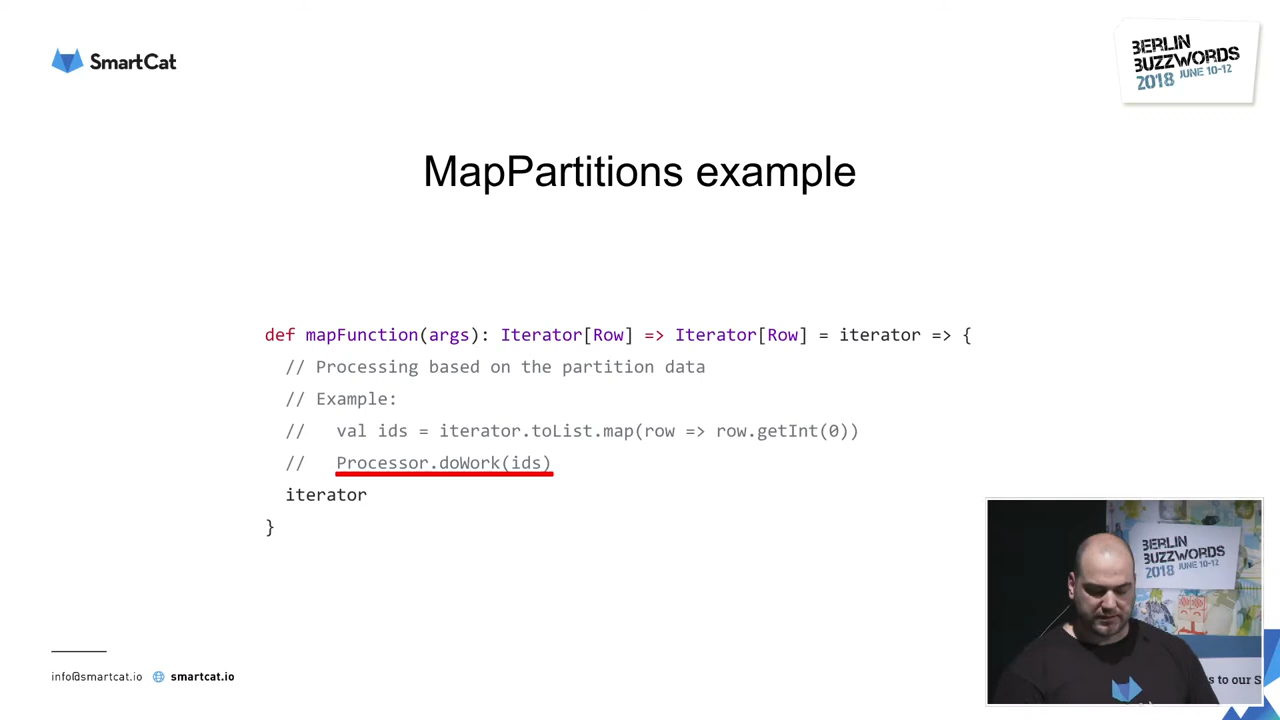 SmartCat
BERLIN
BUZZWORDS
2018 JUNE 10-12
MapPartitions example
def mapFunction(args): Iterator[Row] => Iterator[Row] = iterator => {
// Processing based on the partition data
// Example:
// val ids = iterator.toList.map(row => row.getInt(0))
// Processor.doWork(ids)
iterator
}
BERLIN
BUZZWORDS
2018 JUNE 10-12
to our
info@smartcat.io smartcat.io